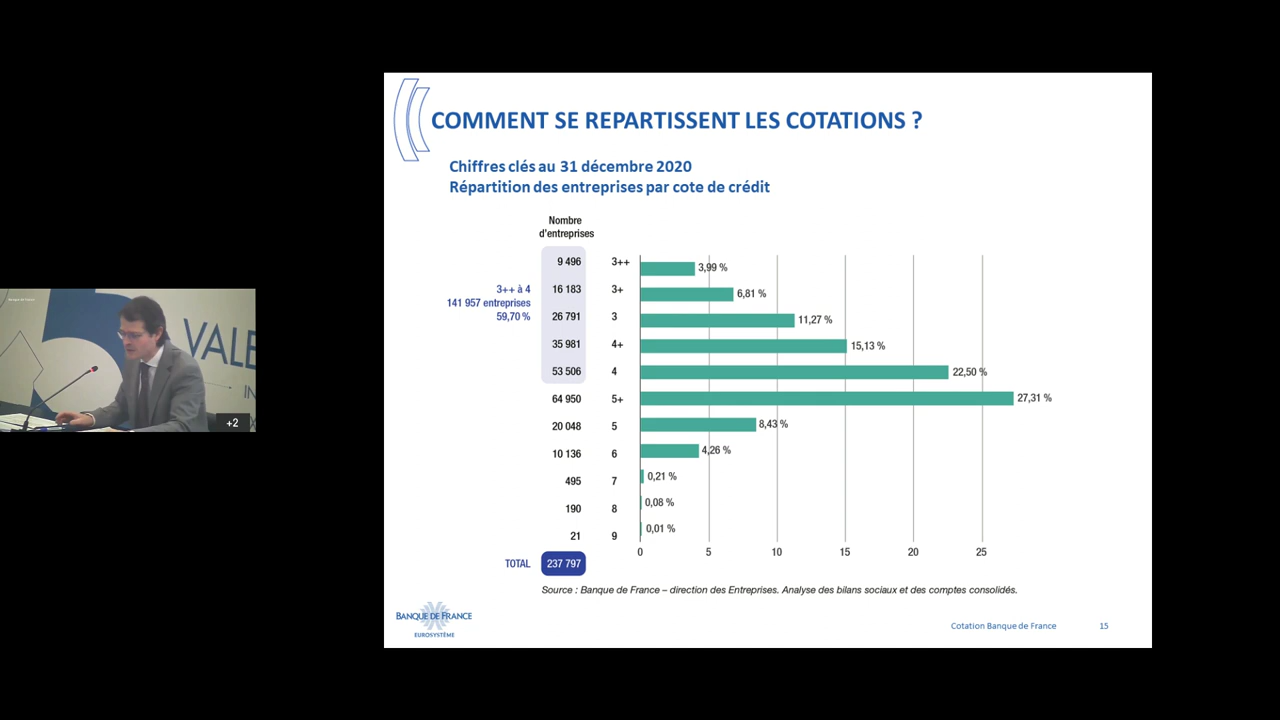 COMMENT SE REPARTISSENT LES COTATIONS ?
Chiffres clés au 31 décembre 2020
Répartition des entreprises par cote de crédit
Nombre
d'entreprises
9 496 3++ 3,99 %
3++ à 4
16 183 3+ 6,81 %
141 957 entreprises
59,70 %
26 791 3 11,27 %
35 981 4+ 15,13 %
53 506 4 22,50 %
64 950 5+ 27,31 %
20 048 5 8,43 %
10 136 6 4,26 %
495 7 0,21 %
190 8 0,08 %
21 9 0,01 %
0 5 10 15 20 25
TOTAL 237 797
Source : Banque de France – direction des Entreprises. Analyse des bilans sociaux et des comptes consolidés.
BANQUE DE FRANCE
EUROSYSTÈME
Cotation Banque de France 15
Banque de France
VALE
IN
+2